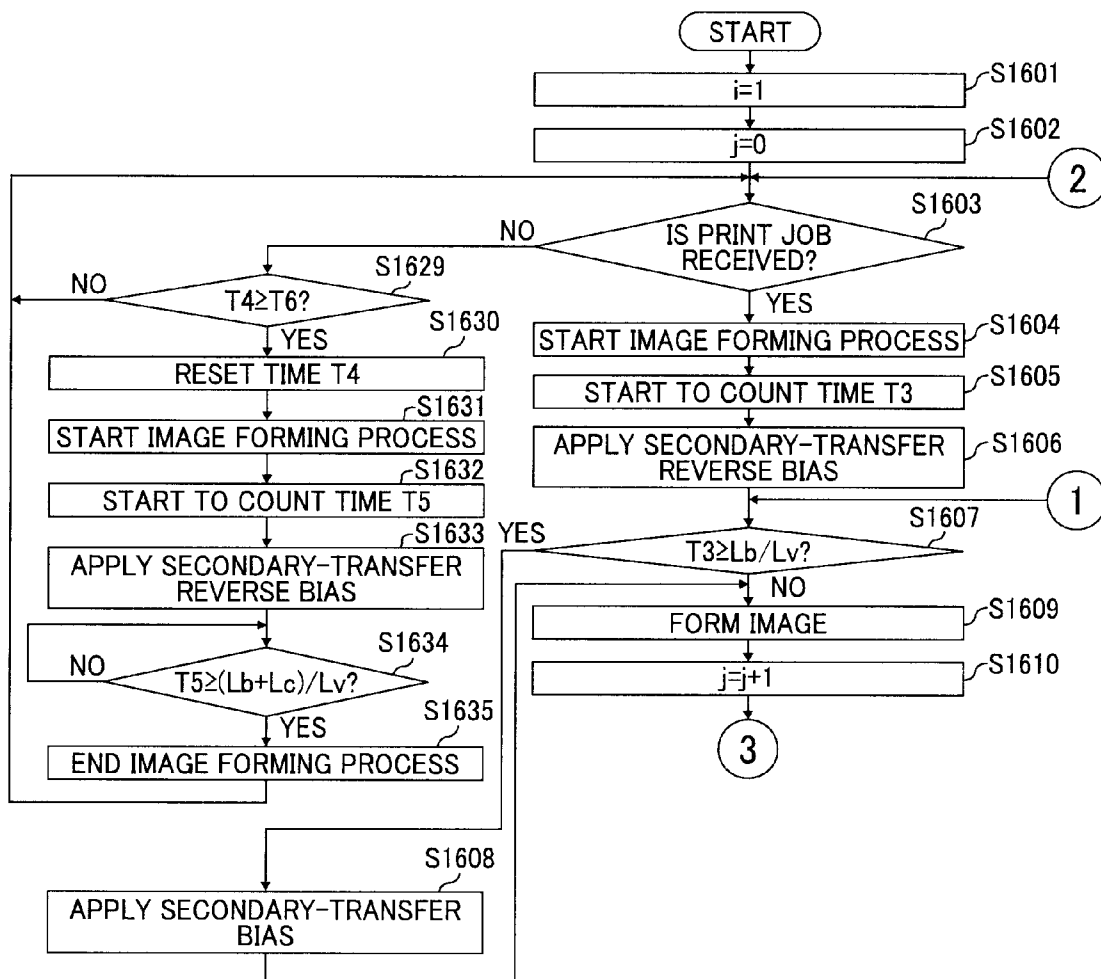 START
S1601
i=1
S1602
j=0
2
S1603
IS PRINT JOB
RECEIVED?
NO
YES
S1629
T4≥T6?
NO
YES
S1630
RESET TIME T4
S1631
START IMAGE FORMING PROCESS
S1632
START TO COUNT TIME T5
S1633
APPLY SECONDARY-TRANSFER
REVERSE BIAS
S1634
T5≥(Lb+Lc)/Lv?
NO
YES
S1635
END IMAGE FORMING PROCESS
S1604
START IMAGE FORMING PROCESS
S1605
START TO COUNT TIME T3
S1606
APPLY SECONDARY-TRANSFER
REVERSE BIAS
1
S1607
T3≥Lb/Lv?
YES
NO
S1609
FORM IMAGE
S1610
j=j+1
3
S1608
APPLY SECONDARY-TRANSFER
BIAS